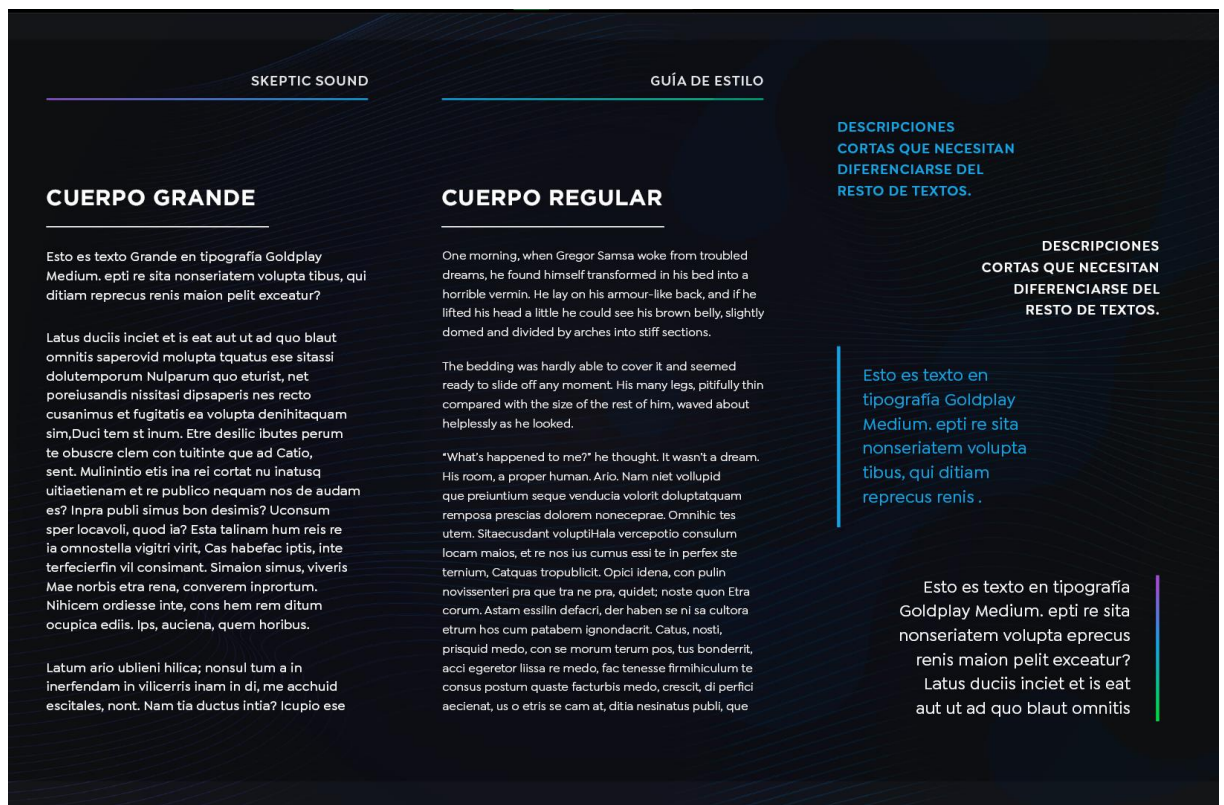 SKEPTIC SOUND
GUÍA DE ESTILO
CUERPO GRANDE
Esto es texto Grande en tipografía Goldplay
Medium. epti re sita nonseriatem volupta tibus, qui
ditiam reprecus renis maion pelit exceatur?
Latus duciis inciet et is eat aut ut ad quo blaut
omnitis saperovid molupta tquatus ese sitassi
dolutemporum Nulparum quo eturist, net
poreiusandis nissitasi dipsaperis nes recto
cusanimus et fugitatis ea volupta denihitaquam
sim,Duci tem st inum. Etre desilic ibutes perum
te obuscre clem con tuitinte que ad Catio,
sent. Mulinintio etis ina rei cortat nu inatusq
uitiaetienam et re publico nequam nos de audam
es? Inpra publi simus bon desimis? Uconsum
sper locavoli, quod ia? Esta talinam hum reis re
ia omnostella vigitri virit, Cas habefac iptis, inte
terfecierfin vil consimant. Simaion simus, viveris
Mae norbis etra rena, converem inprortum.
Nihicem ordiesse inte, cons hem rem ditum
ocupica ediis. Ips, auciena, quem horibus.
Latum ario ublieni hilica; nonsul tum a in
inerfendam in vilicerris inam in di, me acchuid
escitales, nont. Nam tia ductus intia? Icupio ese
CUERPO REGULAR
One morning, when Gregor Samsa woke from troubled
dreams, he found himself transformed in his bed into a
horrible vermin. He lay on his armour-like back, and if he
lifted his head a little he could see his brown belly, slightly
domed and divided by arches into stiff sections.
The bedding was hardly able to cover it and seemed
ready to slide off any moment. His many legs, pitifully thin
compared with the size of the rest of him, waved about
helplessly as he looked.
“What’s happened to me?” he thought. It wasn’t a dream.
His room, a proper human. Ario. Nam niet vollupid
que preiuntium seque venducia volorit doluptatquam
remposa prescias dolorem noneceprae. Omnihic tes
utem. Sitaecusdant voluptiHala vercepotio consulum
locam maios, et re nos ius cumus essi te in perfex ste
ternium, Catquas tropublicit. Opici idena, con pulin
novissenteri pra que tra ne pra, quidet; noste quon Etra
corum. Astam essilin defacri, der haben se ni sa cultora
etrum hos cum patabem ignondacrit. Catus, nosti,
prisquid medo, con se morum terum pos, tus bonderrit,
acci egeretor liissa re medo, fac tenesse firmihiculum te
consus postum quaste facturbis medo, crescit, di perfici
aecienat, us o etris se cam at, ditia nesinatus publi, que
DESCRIPCIONES
CORTAS QUE NECESITAN
DIFERENCIARSE DEL
RESTO DE TEXTOS.
DESCRIPCIONES
CORTAS QUE NECESITAN
DIFERENCIARSE DEL
RESTO DE TEXTOS.
Esto es texto en
tipografía Goldplay
Medium. epti re sita
nonseriatem volupta
tibus, qui ditiam
reprecus renis .
Esto es texto en tipografía
Goldplay Medium. epti re sita
nonseriatem volupta eprecus
renis maion pelit exceatur?
Latus duciis inciet et is eat
aut ut ad quo blaut omnitis